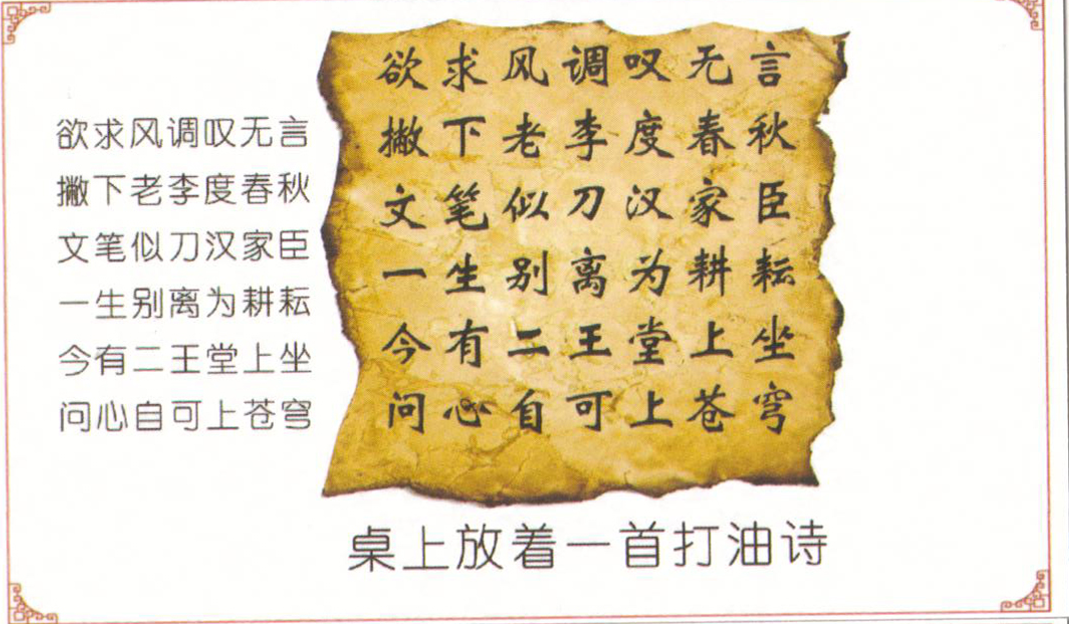 欲求风调叹无言
撇下老李度春秋
文笔似刀汉家臣
一生别离为耕耘
今有二王堂上坐
问心自可上苍穹
欲求风调叹无言
撇下老李度春秋
文笔似刀汉家臣
一生别离为耕耘
今有二王堂上坐
问心自可上苍穹
桌上放着一首打油诗